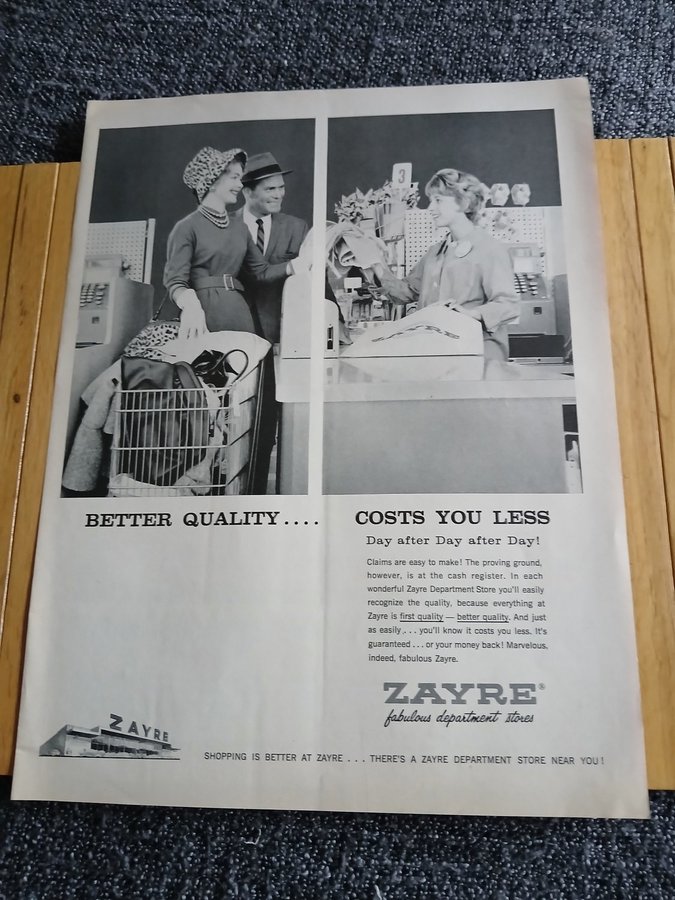 3
ZAYRE
BETTER QUALITY....
COSTS YOU LESS
Day after Day after Day!
Claims are easy to make! The proving ground,
however, is at the cash register. In each
wonderful Zayre Department Store you'll easily
recognize the quality, because everything at
Zayre is first quality — better quality. And just
as easily . . . you'll know it costs you less. It's
guaranteed . . . or your money back! Marvelous,
indeed, fabulous Zayre.
ZAYRE®
fabulous department stores
ZAYRE
SHOPPING IS BETTER AT ZAYRE . . . THERE'S A ZAYRE DEPARTMENT STORE NEAR YOU!